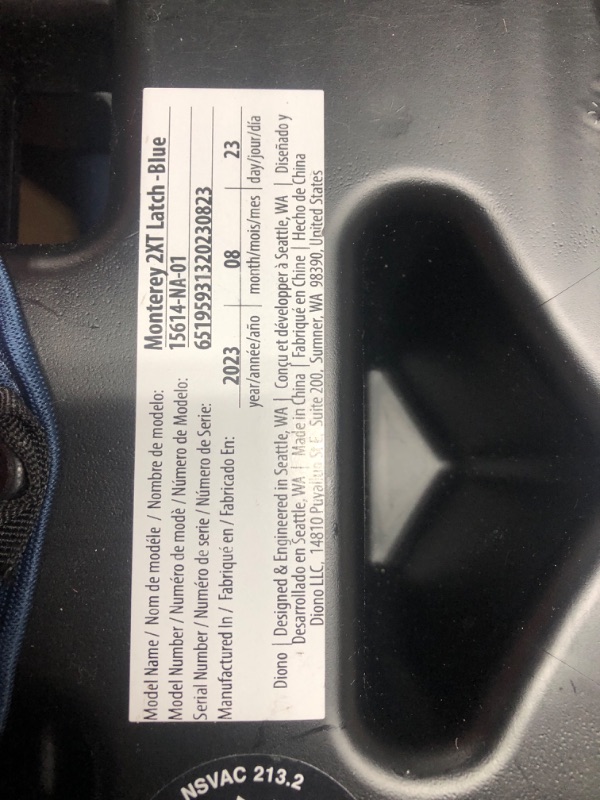 Model Name / Nom de modéle / Nombre de modelo: Monterey 2XT Latch -Blue
Model Number / Numéro de modè / Número de Modelo: 15614-NA-01
Serial Number / Numéro de serie / Número de Serie: 65195931320230823
Manufactured In / Fabriqué en / Fabricado En: 2023 08 23
year/année/año month/mois/mes day/jour/día
Diono | Designed & Engineered in Seattle, WA | Conçu et développer à Seattle, WA | Diseñado y
Desarrollado en Seattle, WA | Made in China | Fabriqué en Chine | Hecho de China
Diono LLC, 14810 Puyallup St E, Suite 200, Sumner, WA 98390, United States
NSVAC 213.2